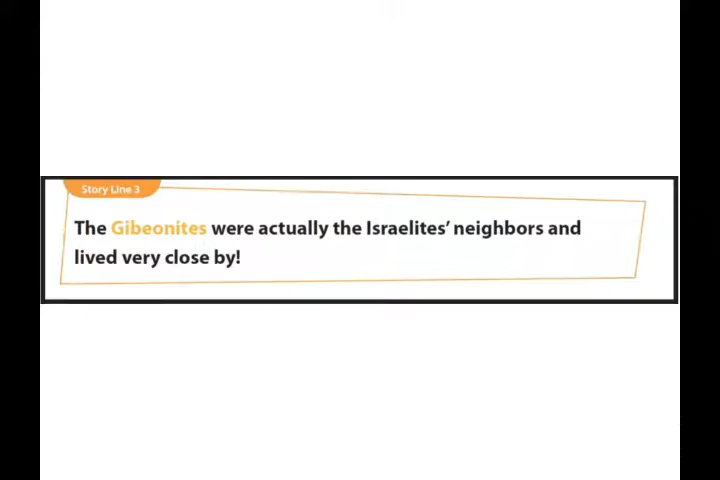 Story Line 3
The Gibeonites were actually the Israelites’ neighbors and
lived very close by!